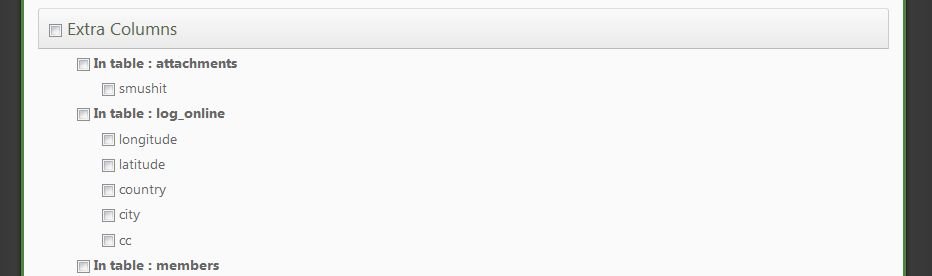 Extra Columns
In table : attachments
smushit
In table : log_online
longitude
latitude
country
city
cc
In table : members